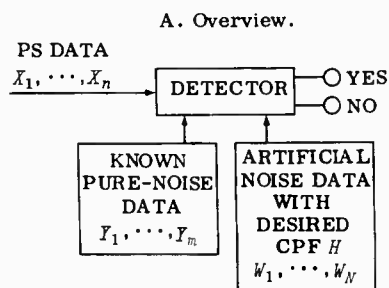 A. Overview.
PS DATA
X₁, ···, Xₙ
DETECTOR
YES
NO
KNOWN
PURE-NOISE
DATA
Y₁, ···, Yₘ
ARTIFICIAL
NOISE DATA
WITH
DESIRED
CPF H
W₁, ···, W_N